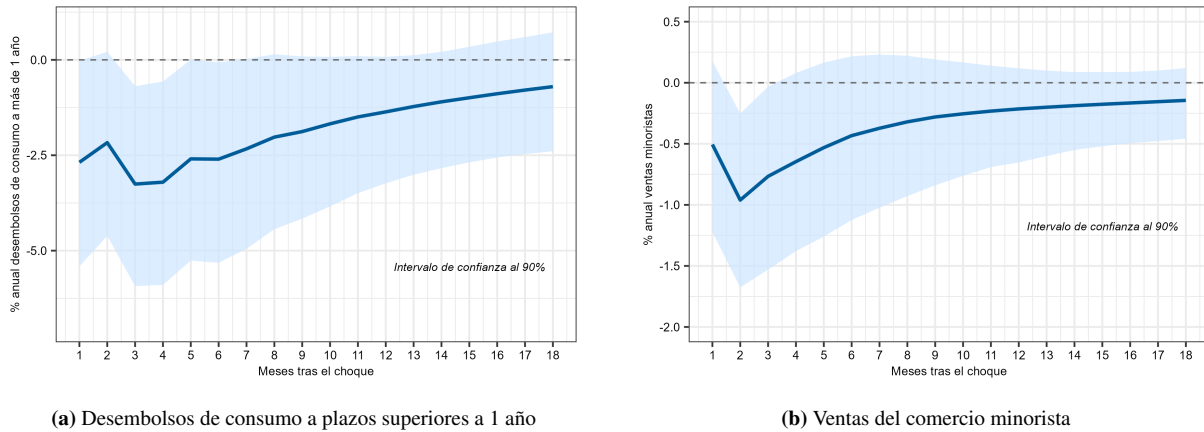 % anual desembolsos de consumo a más de 1 año
0.0
-2.5
-5.0
Intervalo de confianza al 90%
1 2 3 4 5 6 7 8 9 10 11 12 13 14 15 16 17 18
Meses tras el choque
(a) Desembolsos de consumo a plazos superiores a 1 año
% anual ventas minoristas
0.5
0.0
-0.5
-1.0
-1.5
-2.0
Intervalo de confianza al 90%
1 2 3 4 5 6 7 8 9 10 11 12 13 14 15 16 17 18
Meses tras el choque
(b) Ventas del comercio minorista